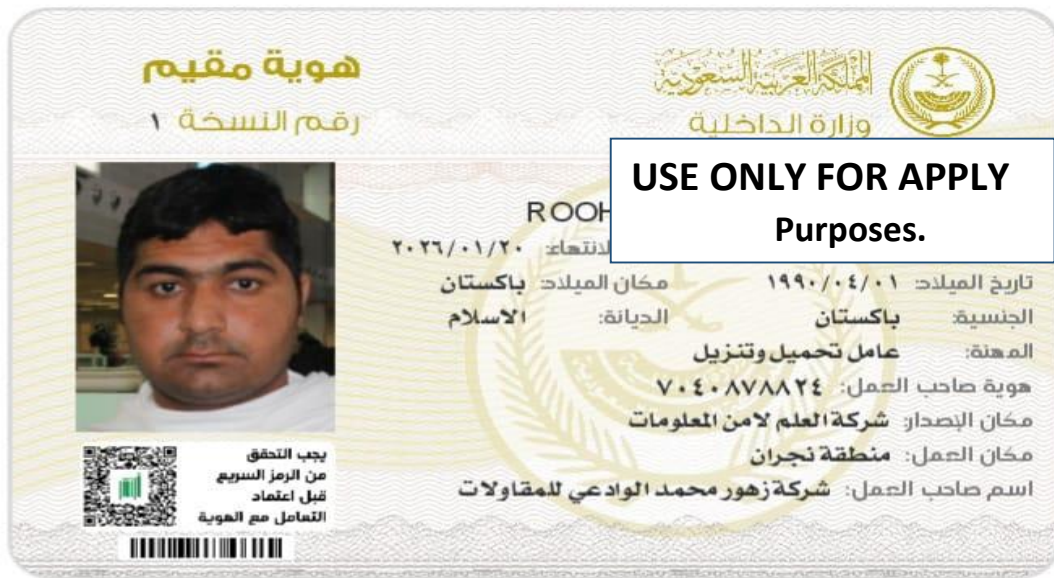 هوية مقيم
رقم النسخة ١
المملكة العربية السعودية
وزارة الداخلية
USE ONLY FOR APPLY
Purposes.
ROOH
الانتهاء: ٢٠٢٦/٠١/٢٠
تاريخ الميلاد: ١٩٩٠/٠٤/٠١ مكان الميلاد: باكستان
الجنسية: باكستان الديانة: الاسلام
المهنة: عامل تحميل وتنزيل
هوية صاحب العمل: ٧٠٤٠٨٧٨٨٢٤
مكان الإصدار: شركة العلم لامن المعلومات
مكان العمل: منطقة نجران
اسم صاحب العمل: شركة زهور محمد الوادعي للمقاولات
يجب التحقق
من الرمز السريع
قبل اعتماد
التعامل مع الهوية